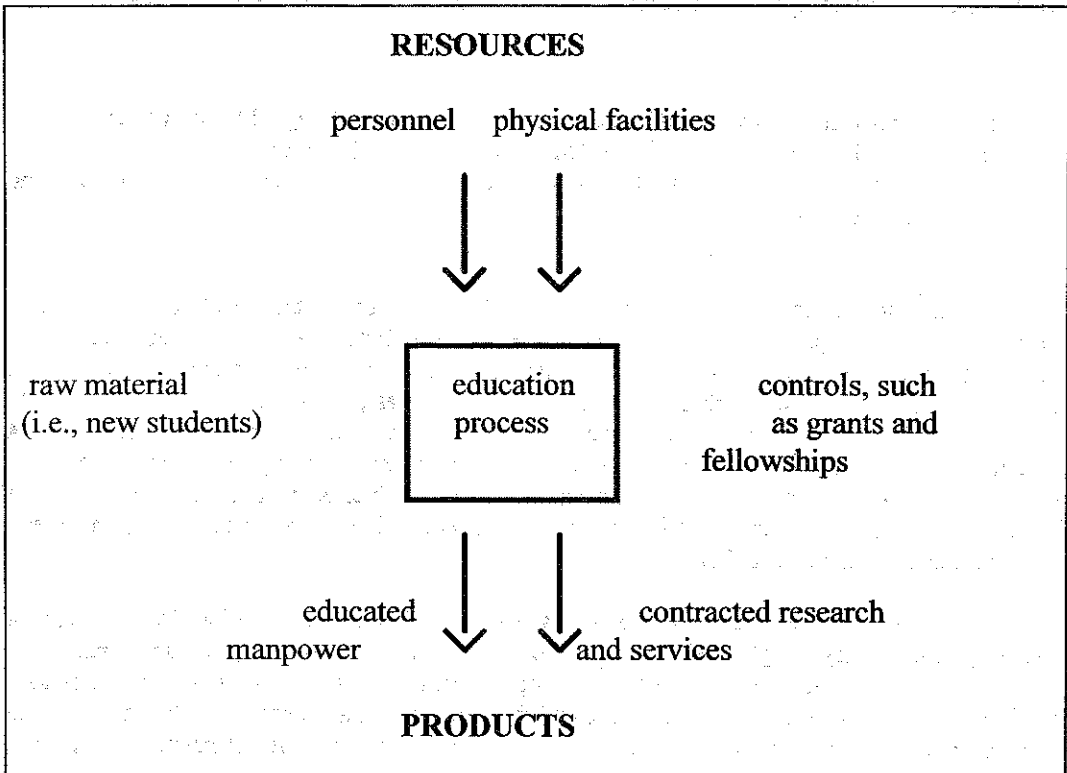 RESOURCES
personnel physical facilities
raw material
(i.e., new students)
education
process
controls, such
as grants and
fellowships
educated
manpower
contracted research
and services
PRODUCTS